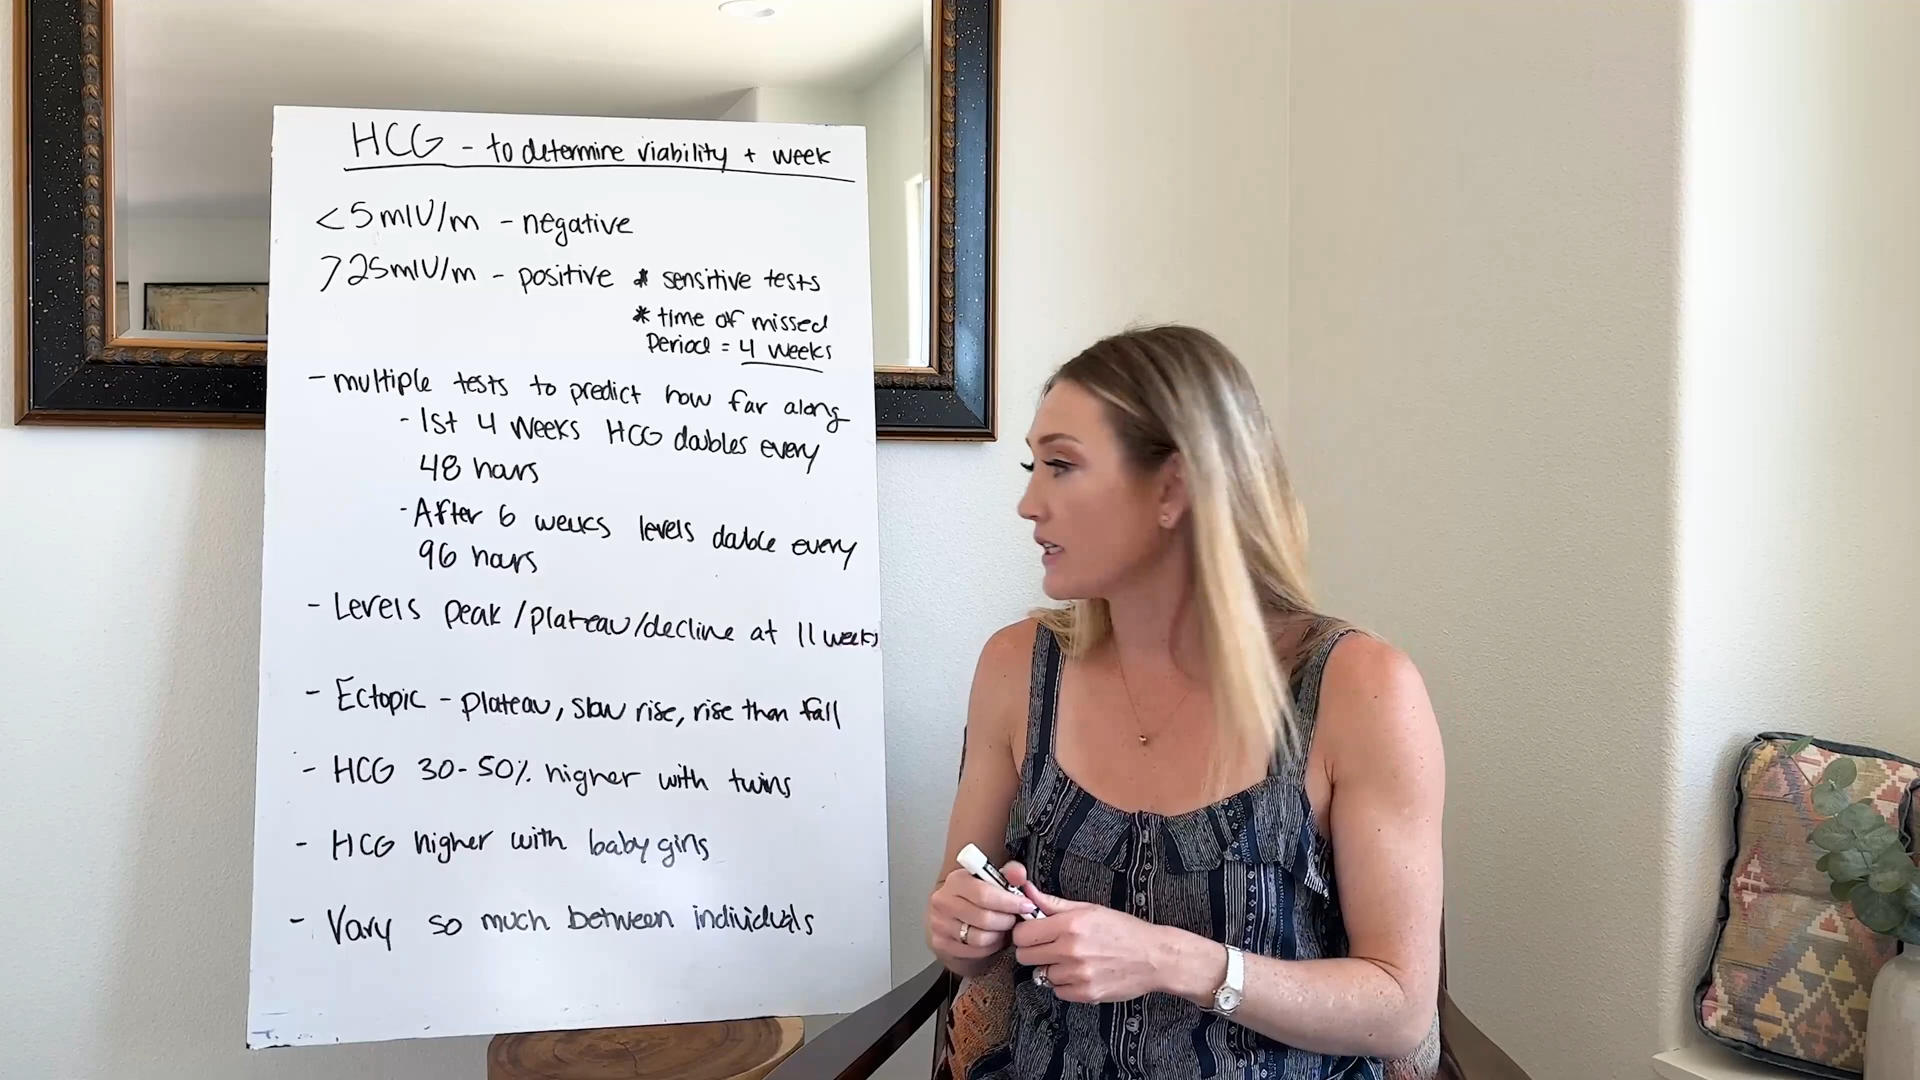 HCG - to determine viability + week
<5mIU/m - negative
>25mIU/m - positive * sensitive tests
* time of missed
Period = 4 weeks
- multiple tests to predict how far along
- 1st 4 weeks HCG doubles every
48 hours
- After 6 weeks levels double every
96 hours
- Levels peak/plateau/decline at 11 weeks
- Ectopic - plateau, slow rise, rise then fall
- HCG 30-50% higher with twins
- HCG higher with baby girls
- Vary so much between individuals